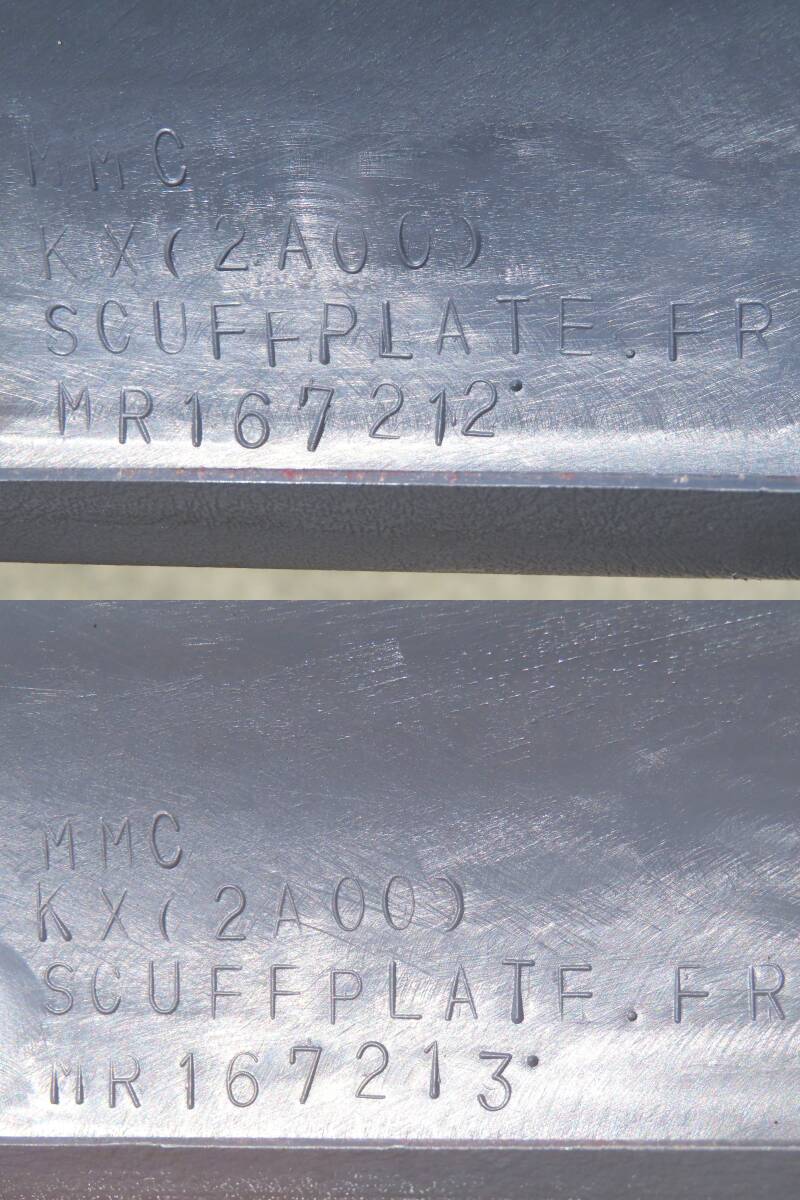 MMC
KX(2A00)
SCUFFPLATE.FR
MR167212
MMC
KX(2A00)
SCUFFPLATE.FR
MR167213